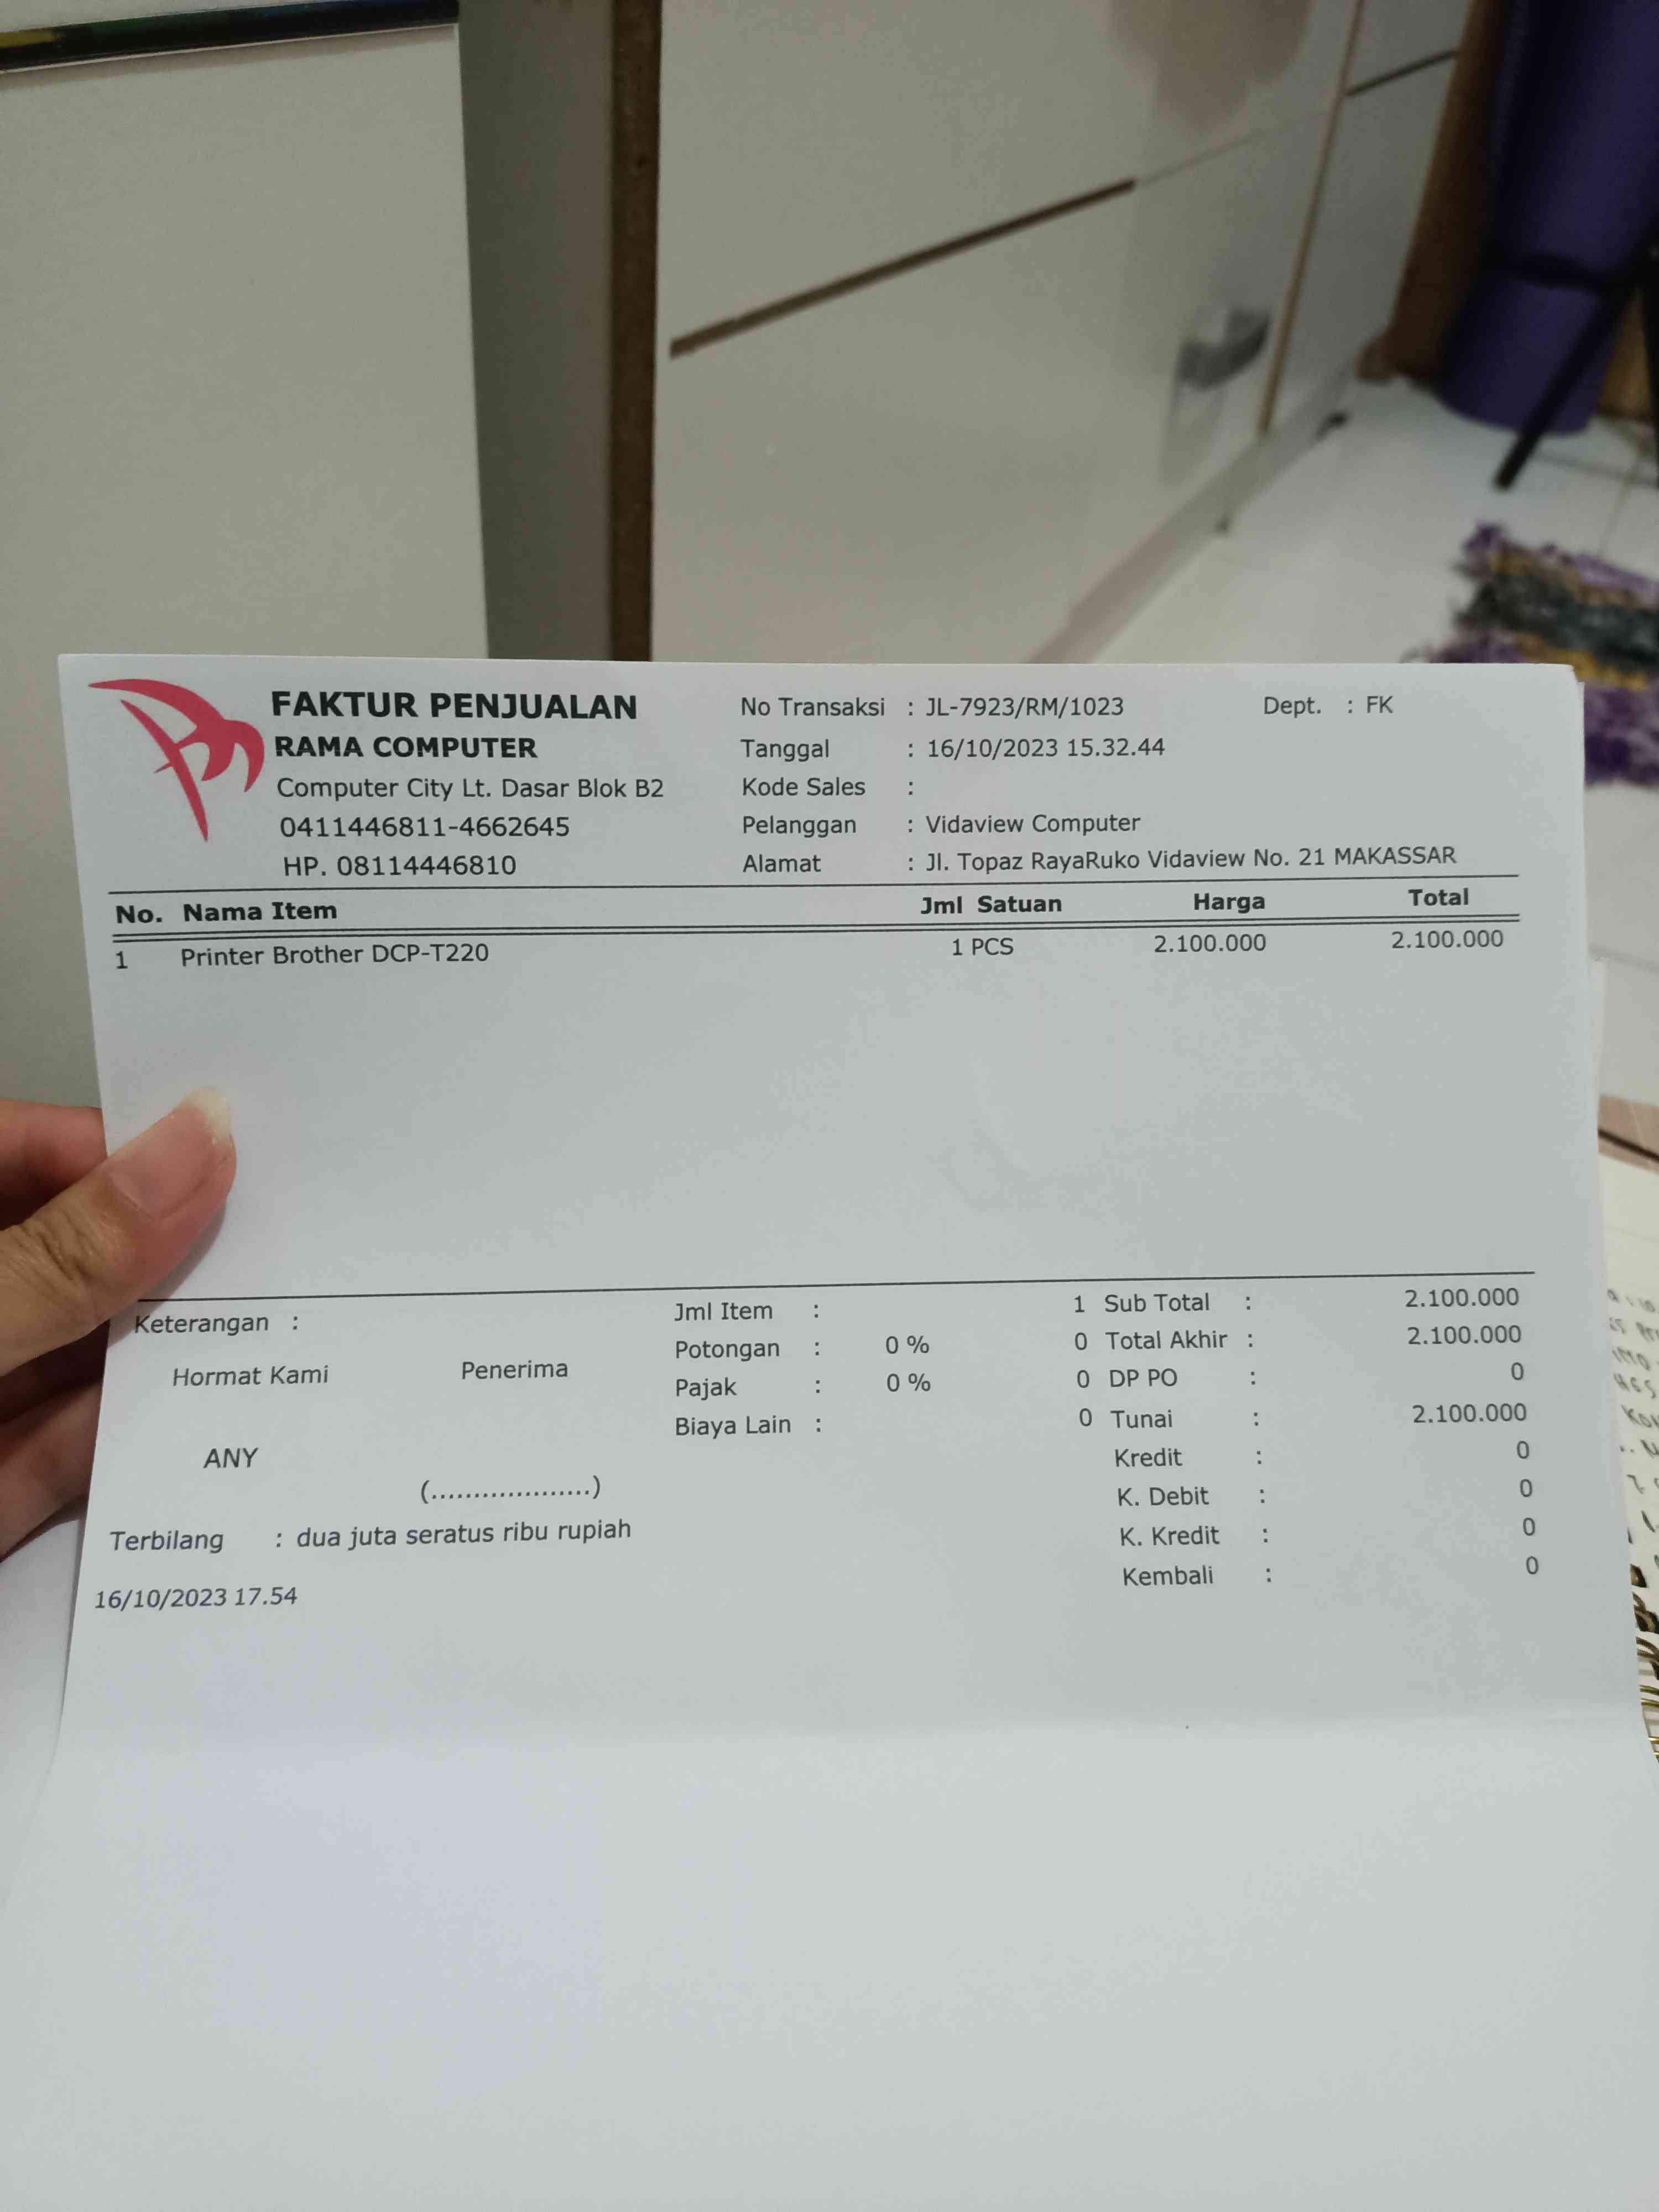 FAKTUR PENJUALAN
RAMA COMPUTER
Computer City Lt. Dasar Blok B2
0411446811-4662645
HP. 08114446810
No Transaksi : JL-7923/RM/1023 Dept. : FK
Tanggal : 16/10/2023 15.32.44
Kode Sales :
Pelanggan : Vidaview Computer
Alamat : Jl. Topaz RayaRuko Vidaview No. 21 MAKASSAR
No. Nama Item Jml Satuan Harga Total
1 Printer Brother DCP-T220 1 PCS 2.100.000 2.100.000
Keterangan :
Hormat Kami Penerima
ANY
(...................)
Terbilang : dua juta seratus ribu rupiah
16/10/2023 17.54
Jml Item : 1
Potongan : 0 % 0
Pajak : 0 % 0
Biaya Lain : 0
Sub Total : 2.100.000
Total Akhir : 2.100.000
DP PO : 0
Tunai : 2.100.000
Kredit : 0
K. Debit : 0
K. Kredit : 0
Kembali : 0